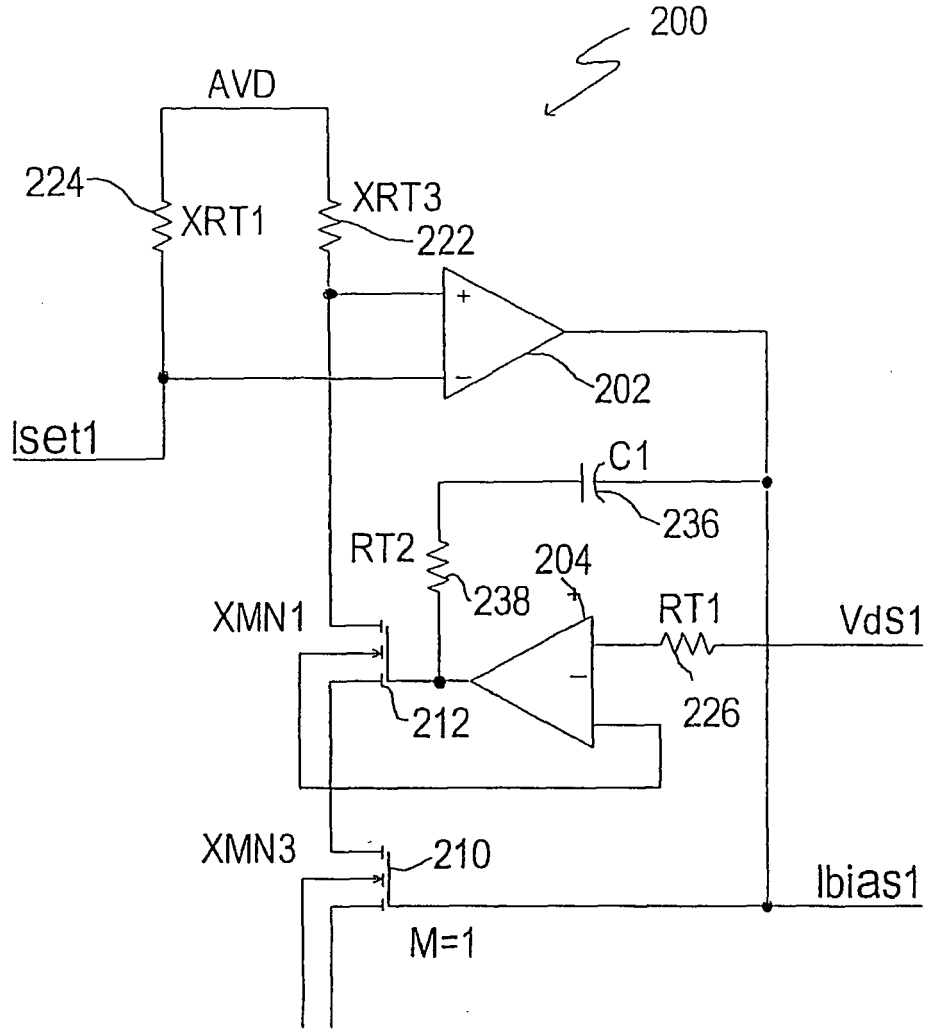 200
AVD
224
XRT1
XRT3
222
+
−
202
Iset1
C1
236
RT2
238
204
+
−
RT1
VdS1
226
XMN1
212
XMN3
210
Ibias1
M=1